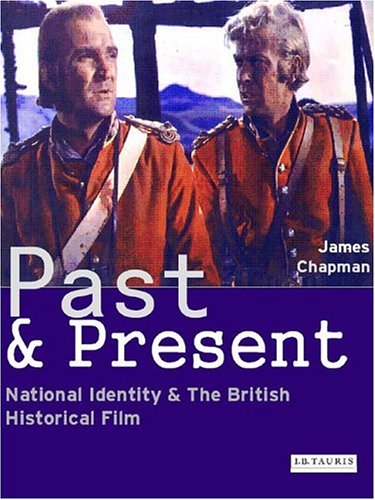 James
Chapman
Past
& Present
National Identity & The British
Historical Film
I.B.TAURIS